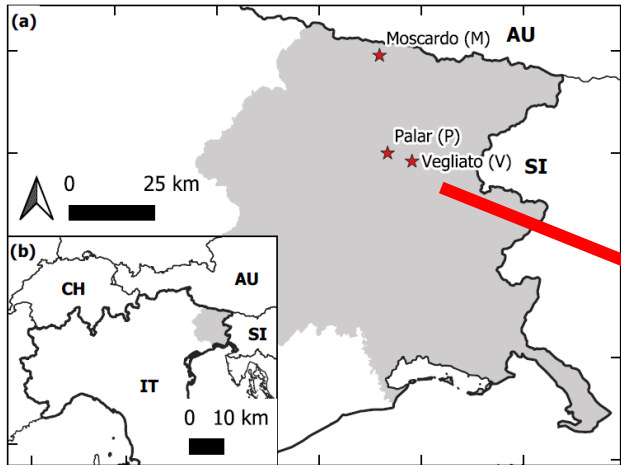 (a)
Moscardo (M)
AU
Palar (P)
Vegliato (V)
SI
0 25 km
(b)
CH
AU
SI
IT
0 10 km